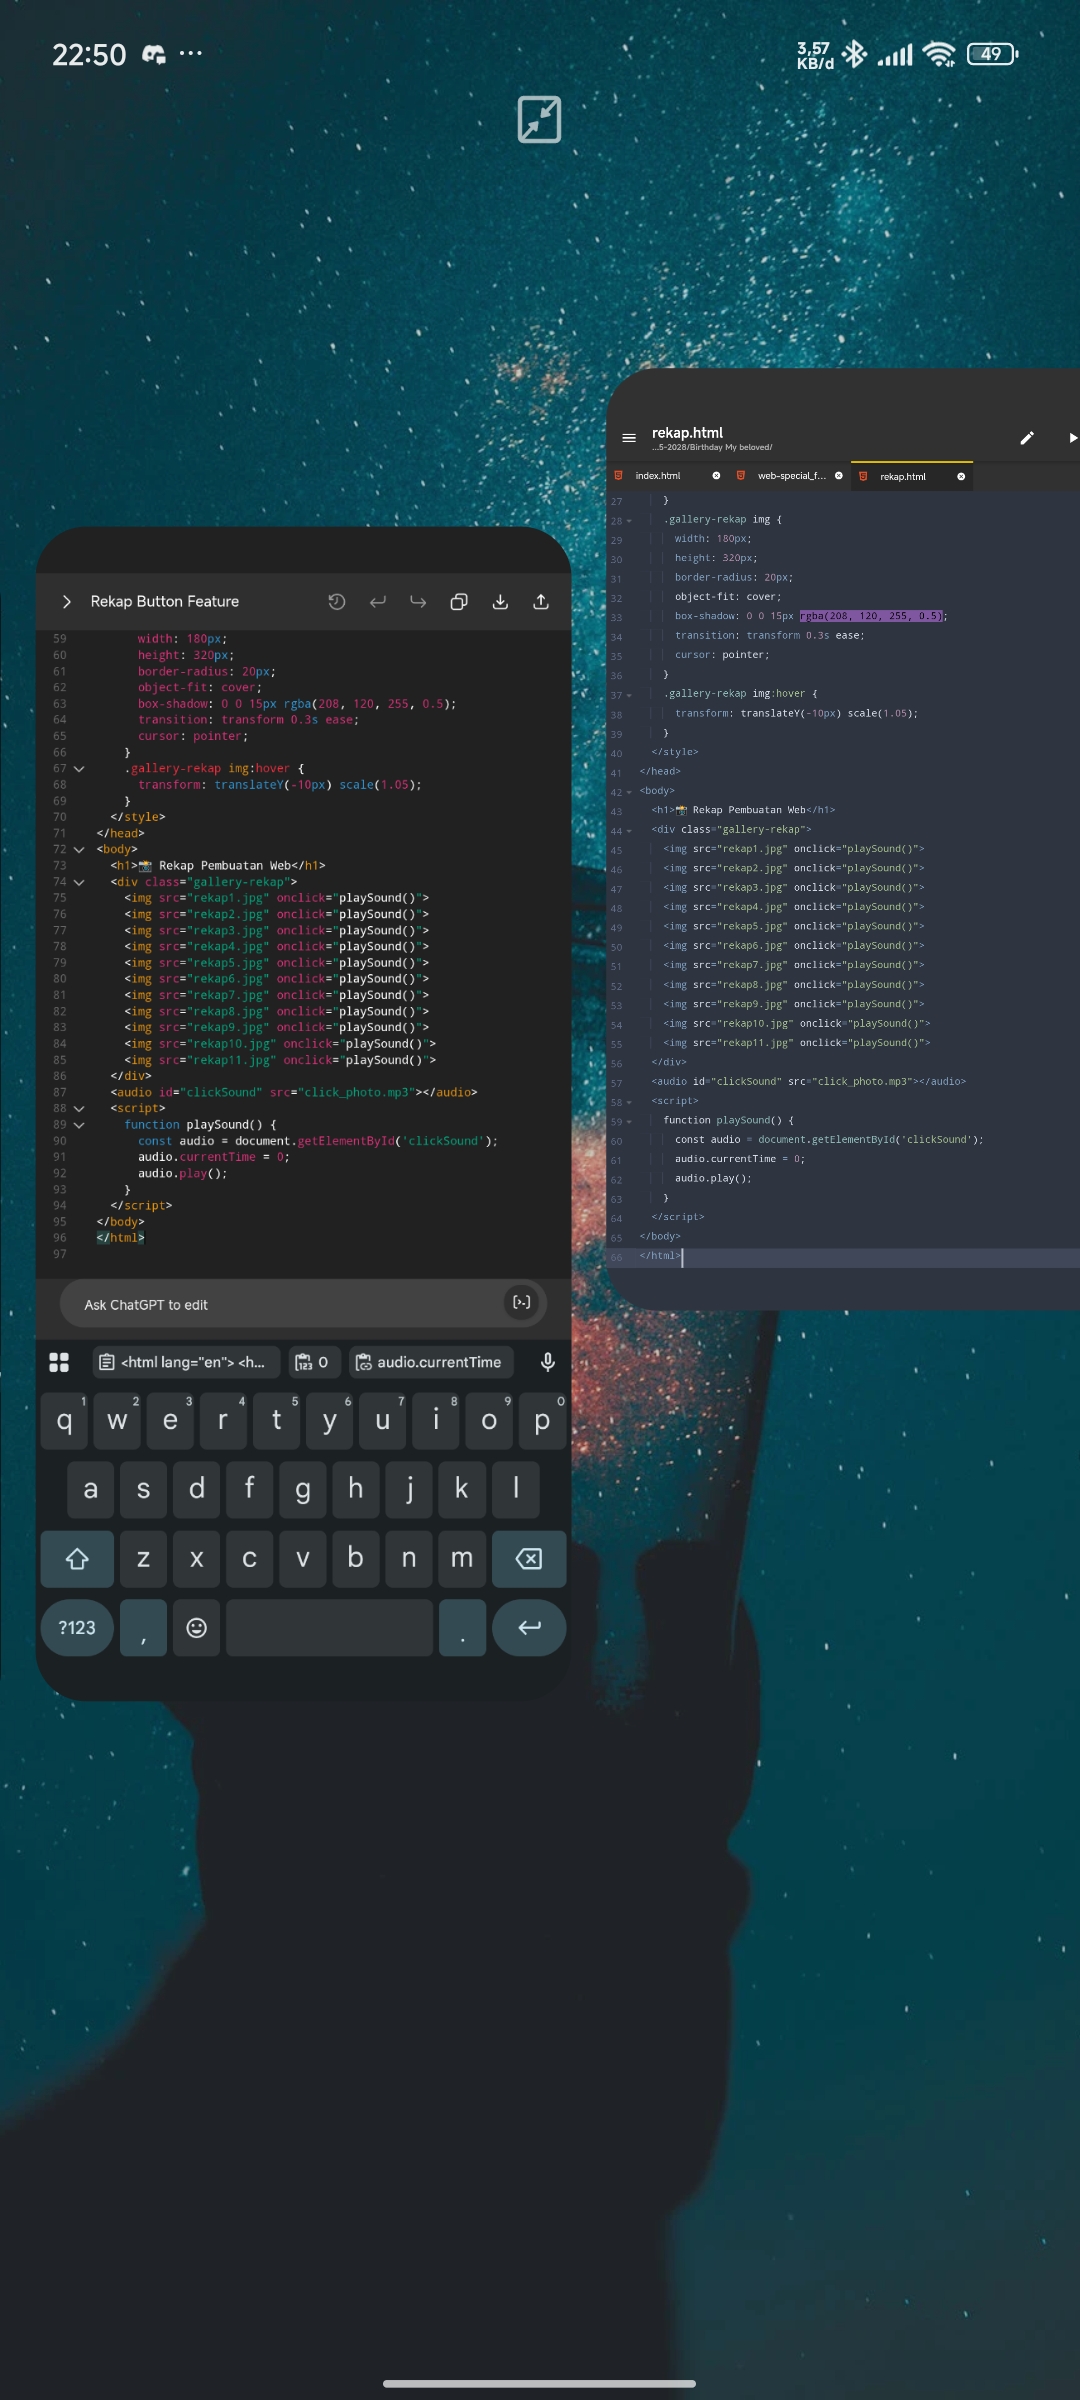 22:50 ... 3,57 KB/d 49
Rekap Button Feature
59 width: 180px;
60 height: 320px;
61 border-radius: 20px;
62 object-fit: cover;
63 box-shadow: 0 0 15px rgba(208, 120, 255, 0.5);
64 transition: transform 0.3s ease;
65 cursor: pointer;
66 }
67 .gallery-rekap img:hover {
68 transform: translateY(-10px) scale(1.05);
69 }
70 </style>
71 </head>
72 <body>
73 <h1>📸 Rekap Pembuatan Web</h1>
74 <div class="gallery-rekap">
75 <img src="rekap1.jpg" onclick="playSound()">
76 <img src="rekap2.jpg" onclick="playSound()">
77 <img src="rekap3.jpg" onclick="playSound()">
78 <img src="rekap4.jpg" onclick="playSound()">
79 <img src="rekap5.jpg" onclick="playSound()">
80 <img src="rekap6.jpg" onclick="playSound()">
81 <img src="rekap7.jpg" onclick="playSound()">
82 <img src="rekap8.jpg" onclick="playSound()">
83 <img src="rekap9.jpg" onclick="playSound()">
84 <img src="rekap10.jpg" onclick="playSound()">
85 <img src="rekap11.jpg" onclick="playSound()">
86 </div>
87 <audio id="clickSound" src="click_photo.mp3"></audio>
88 <script>
89 function playSound() {
90 const audio = document.getElementById('clickSound');
91 audio.currentTime = 0;
92 audio.play();
93 }
94 </script>
95 </body>
96 </html>
97
Ask ChatGPT to edit
<html lang="en"> <h... 123 0 audio.currentTime
q1 w2 e3 r4 t5 y6 u7 i8 o9 p0
a s d f g h j k l
z x c v b n m
?123 , .
rekap.html
...5-2028/Birthday My beloved/
index.html web-special_f... rekap.html
27 }
28 .gallery-rekap img {
29 width: 180px;
30 height: 320px;
31 border-radius: 20px;
32 object-fit: cover;
33 box-shadow: 0 0 15px rgba(208, 120, 255, 0.5);
34 transition: transform 0.3s ease;
35 cursor: pointer;
36 }
37 .gallery-rekap img:hover {
38 transform: translateY(-10px) scale(1.05);
39 }
40 </style>
41 </head>
42 <body>
43 <h1>📸 Rekap Pembuatan Web</h1>
44 <div class="gallery-rekap">
45 <img src="rekap1.jpg" onclick="playSound()">
46 <img src="rekap2.jpg" onclick="playSound()">
47 <img src="rekap3.jpg" onclick="playSound()">
48 <img src="rekap4.jpg" onclick="playSound()">
49 <img src="rekap5.jpg" onclick="playSound()">
50 <img src="rekap6.jpg" onclick="playSound()">
51 <img src="rekap7.jpg" onclick="playSound()">
52 <img src="rekap8.jpg" onclick="playSound()">
53 <img src="rekap9.jpg" onclick="playSound()">
54 <img src="rekap10.jpg" onclick="playSound()">
55 <img src="rekap11.jpg" onclick="playSound()">
56 </div>
57 <audio id="clickSound" src="click_photo.mp3"></audio>
58 <script>
59 function playSound() {
60 const audio = document.getElementById('clickSound');
61 audio.currentTime = 0;
62 audio.play();
63 }
64 </script>
65 </body>
66 </html>